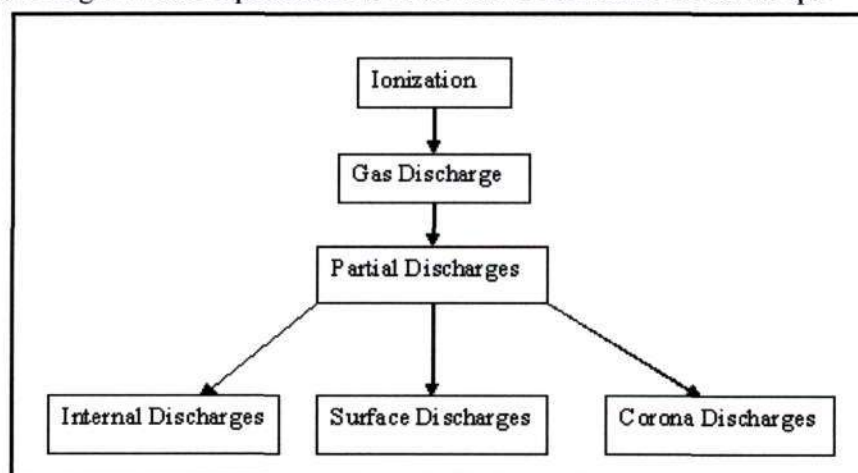 Ionization
Gas Discharge
Partial Discharges
Internal Discharges
Surface Discharges
Corona Discharges